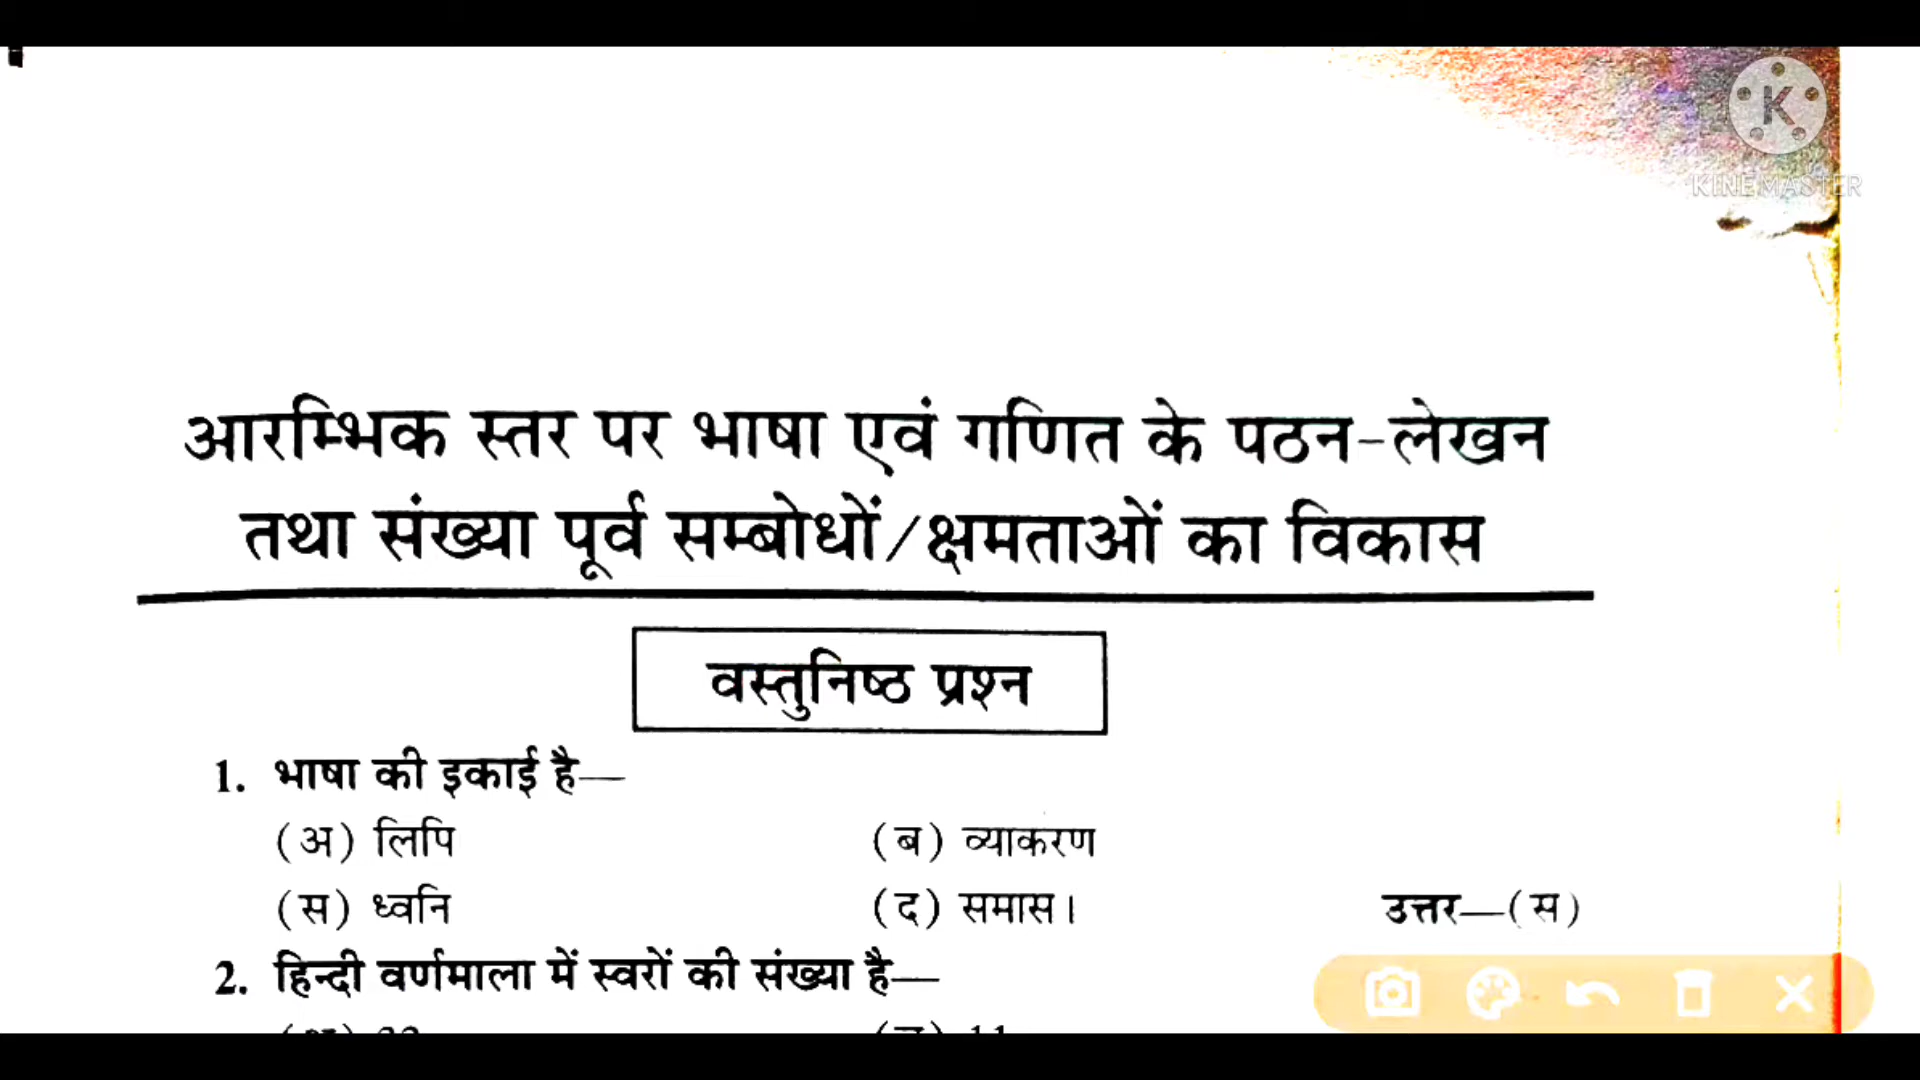 KINEMASTER
आरम्भिक स्तर पर भाषा एवं गणित के पठन-लेखन
तथा संख्या पूर्व सम्बोधों/क्षमताओं का विकास
वस्तुनिष्ठ प्रश्न
1. भाषा की इकाई है—
(अ) लिपि (ब) व्याकरण
(स) ध्वनि (द) समास। उत्तर—(स)
2. हिन्दी वर्णमाला में स्वरों की संख्या है—